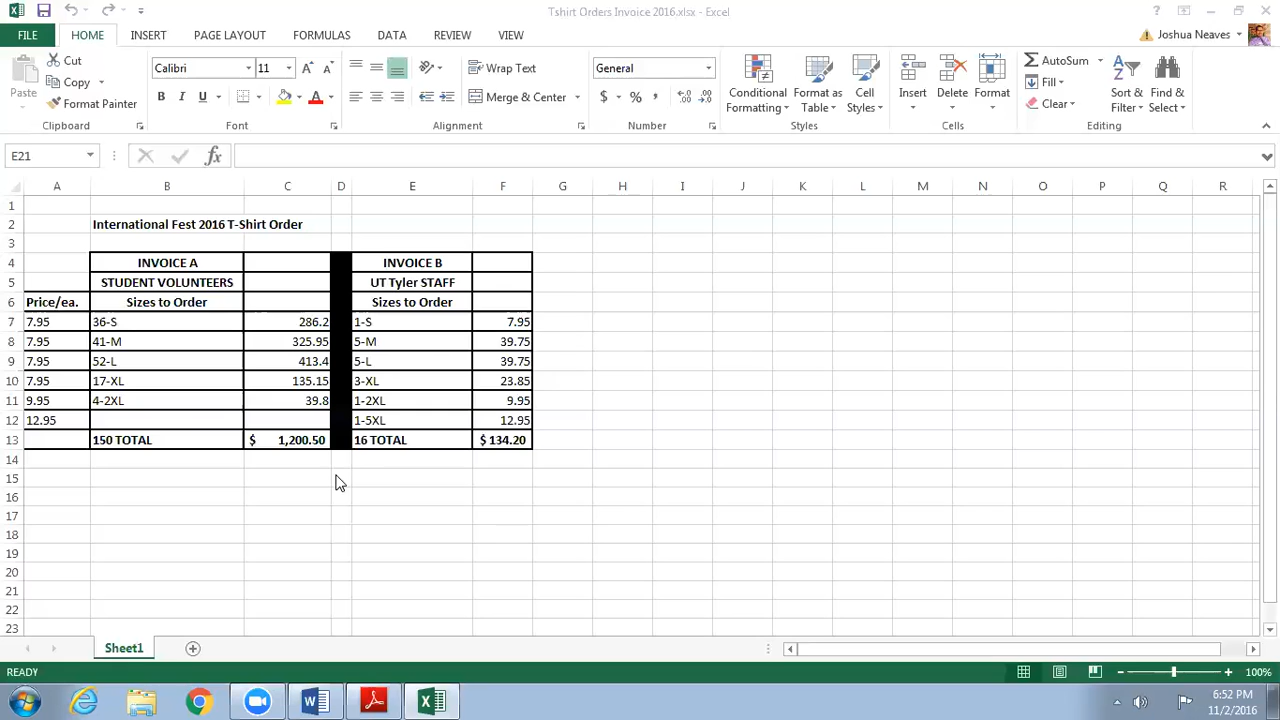 Tshirt Orders Invoice 2016.xlsx - Excel
?
FILE HOME INSERT PAGE LAYOUT FORMULAS DATA REVIEW VIEW Joshua Neaves
Paste
Cut
Copy
Format Painter
Clipboard
Calibri 11
B I U
Font
Wrap Text
Merge & Center
Alignment
General
$ % ,
Number
Conditional Formatting
Format as Table
Cell Styles
Styles
Insert
Delete
Format
Cells
AutoSum
Fill
Clear
Sort & Filter
Find & Select
Editing
E21 fx
A B C D E F G H I J K L M N O P Q R
1
2 International Fest 2016 T-Shirt Order
3
4 INVOICE A INVOICE B
5 STUDENT VOLUNTEERS UT Tyler STAFF
6 Price/ea. Sizes to Order Sizes to Order
7 7.95 36-S 286.2 1-S 7.95
8 7.95 41-M 325.95 5-M 39.75
9 7.95 52-L 413.4 5-L 39.75
10 7.95 17-XL 135.15 3-XL 23.85
11 9.95 4-2XL 39.8 1-2XL 9.95
12 12.95 1-5XL 12.95
13 150 TOTAL $ 1,200.50 16 TOTAL $ 134.20
14
15
16
17
18
19
20
21
22
23
Sheet1
READY 100%
6:52 PM
11/2/2016